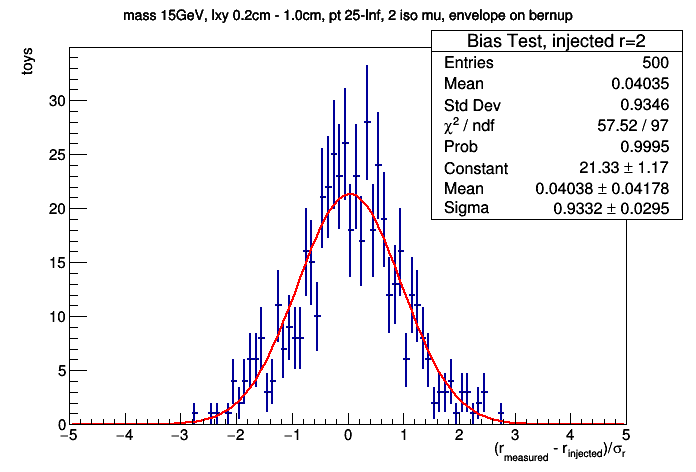 mass 15GeV, lxy 0.2cm - 1.0cm, pt 25-Inf, 2 iso mu, envelope on bernup
toys
Bias Test, injected r=2
Entries 500
Mean 0.04035
Std Dev 0.9346
χ² / ndf 57.52 / 97
Prob 0.9995
Constant 21.33 ± 1.17
Mean 0.04038 ± 0.04178
Sigma 0.9332 ± 0.0295
30
25
20
15
10
5
0
−5 −4 −3 −2 −1 0 1 2 3 4 5
(r_measured - r_injected)/σ_r